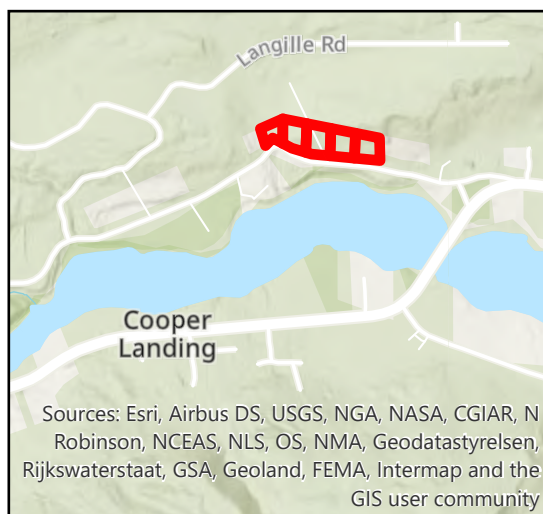 Langille Rd
Cooper
Landing
Sources: Esri, Airbus DS, USGS, NGA, NASA, CGIAR, N
Robinson, NCEAS, NLS, OS, NMA, Geodatastyrelsen,
Rijkswaterstaat, GSA, Geoland, FEMA, Intermap and the
GIS user community